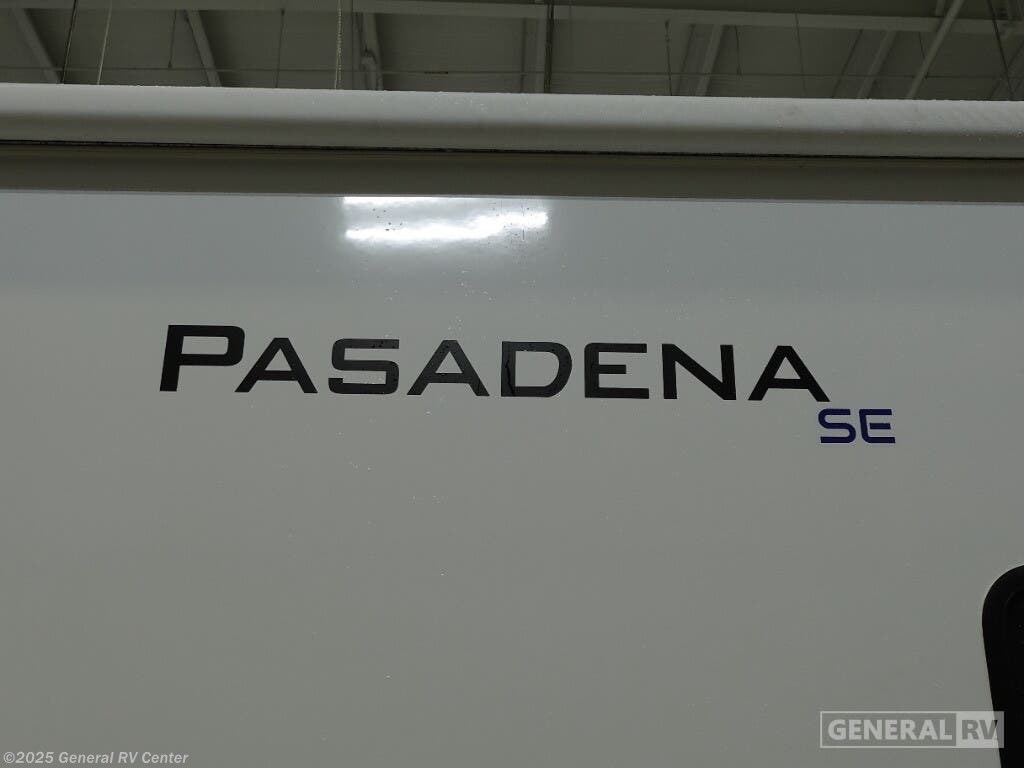 PASADENA
SE
GENERAL RV
©2025 General RV Center